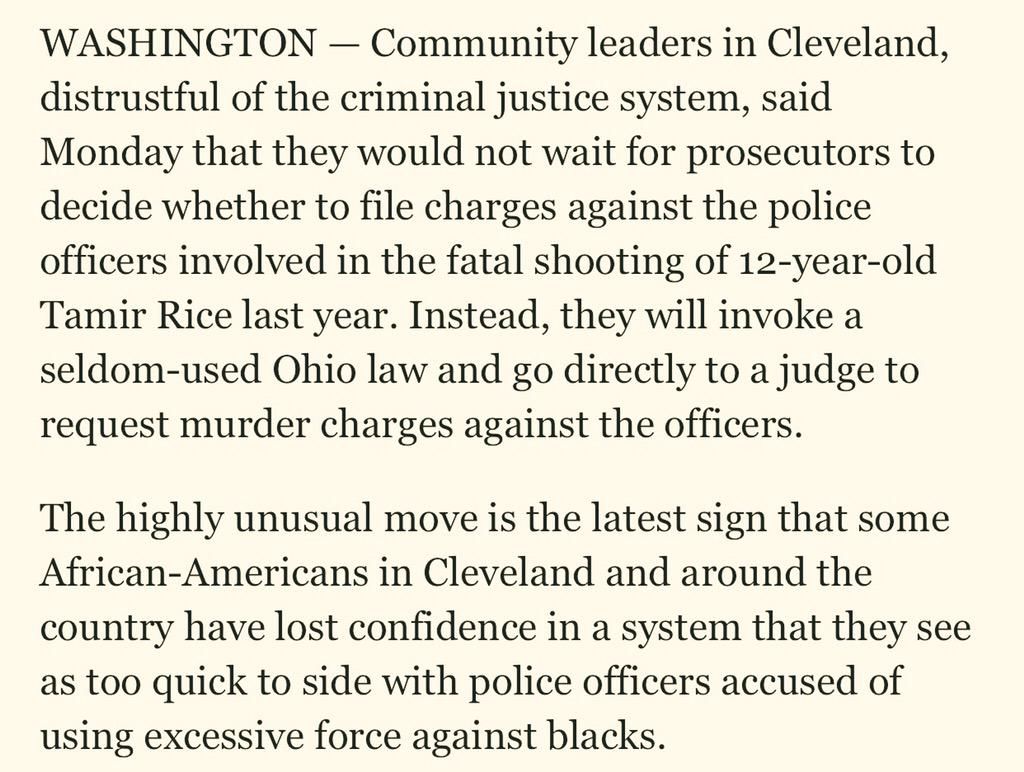 WASHINGTON — Community leaders in Cleveland,
distrustful of the criminal justice system, said
Monday that they would not wait for prosecutors to
decide whether to file charges against the police
officers involved in the fatal shooting of 12-year-old
Tamir Rice last year. Instead, they will invoke a
seldom-used Ohio law and go directly to a judge to
request murder charges against the officers.
The highly unusual move is the latest sign that some
African-Americans in Cleveland and around the
country have lost confidence in a system that they see
as too quick to side with police officers accused of
using excessive force against blacks.